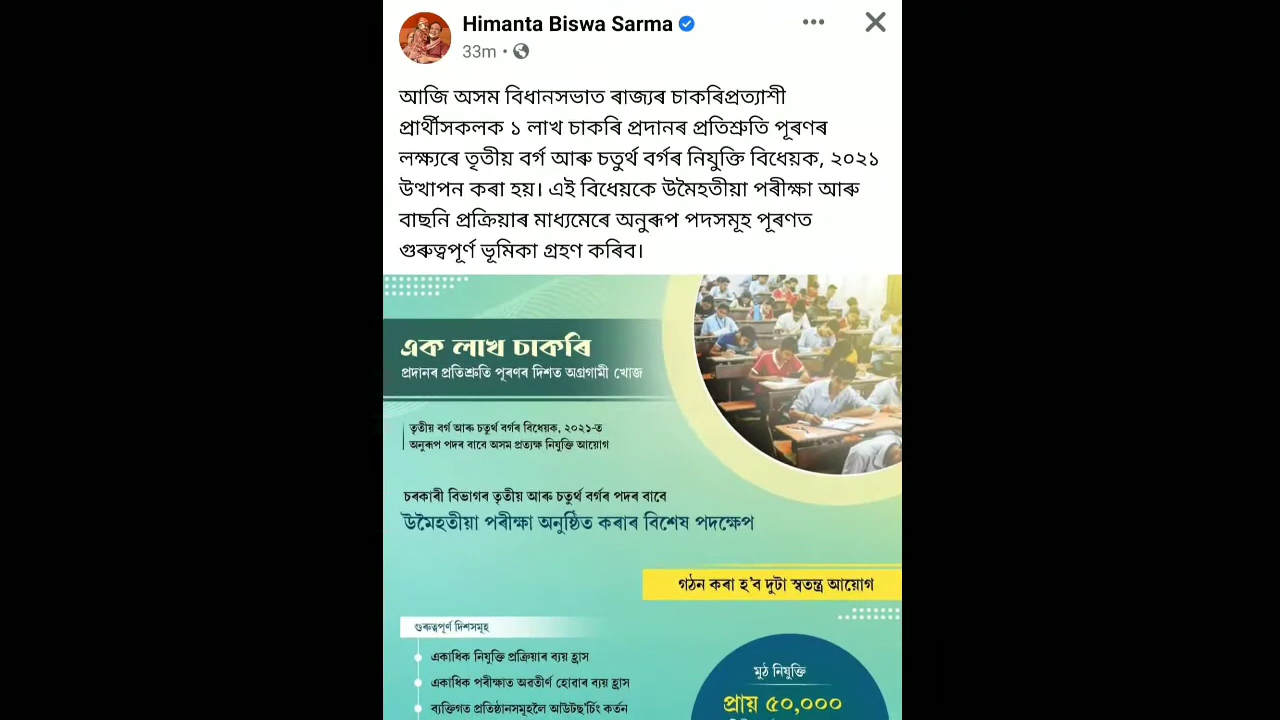 Himanta Biswa Sarma
33m
আজি অসম বিধানসভাত ৰাজ্যৰ চাকৰিপ্ৰত্যাশী
প্ৰাৰ্থীসকলক ১ লাখ চাকৰি প্ৰদানৰ প্ৰতিশ্ৰুতি পূৰণৰ
লক্ষ্যৰে তৃতীয় বৰ্গ আৰু চতুৰ্থ বৰ্গৰ নিযুক্তি বিধেয়ক, ২০২১
উত্থাপন কৰা হয়। এই বিধেয়কে উমৈহতীয়া পৰীক্ষা আৰু
বাছনি প্ৰক্ৰিয়াৰ মাধ্যমেৰে অনুৰূপ পদসমূহ পূৰণত
গুৰুত্বপূৰ্ণ ভূমিকা গ্ৰহণ কৰিব।
এক লাখ চাকৰি
প্ৰদানৰ প্ৰতিশ্ৰুতি পূৰণৰ দিশত অগ্ৰগামী খোজ
তৃতীয় বৰ্গ আৰু চতুৰ্থ বৰ্গৰ বিধেয়ক, ২০২১-ত
অনুৰূপ পদৰ বাবে অসম প্ৰত্যক্ষ নিযুক্তি আয়োগ
চৰকাৰী বিভাগৰ তৃতীয় আৰু চতুৰ্থ বৰ্গৰ পদৰ বাবে
উমৈহতীয়া পৰীক্ষা অনুষ্ঠিত কৰাৰ বিশেষ পদক্ষেপ
গঠন কৰা হ'ব দুটা স্বতন্ত্ৰ আয়োগ
গুৰুত্বপূৰ্ণ দিশসমূহ
একাধিক নিযুক্তি প্ৰক্ৰিয়াৰ ব্যয় হ্ৰাস
একাধিক পৰীক্ষাত অৱতীৰ্ণ হোৱাৰ ব্যয় হ্ৰাস
ব্যক্তিগত প্ৰতিষ্ঠানসমূহলৈ আউটছ'ৰ্চিং কৰ্তন
মুঠ নিযুক্তি
প্ৰায় ৫০,০০০